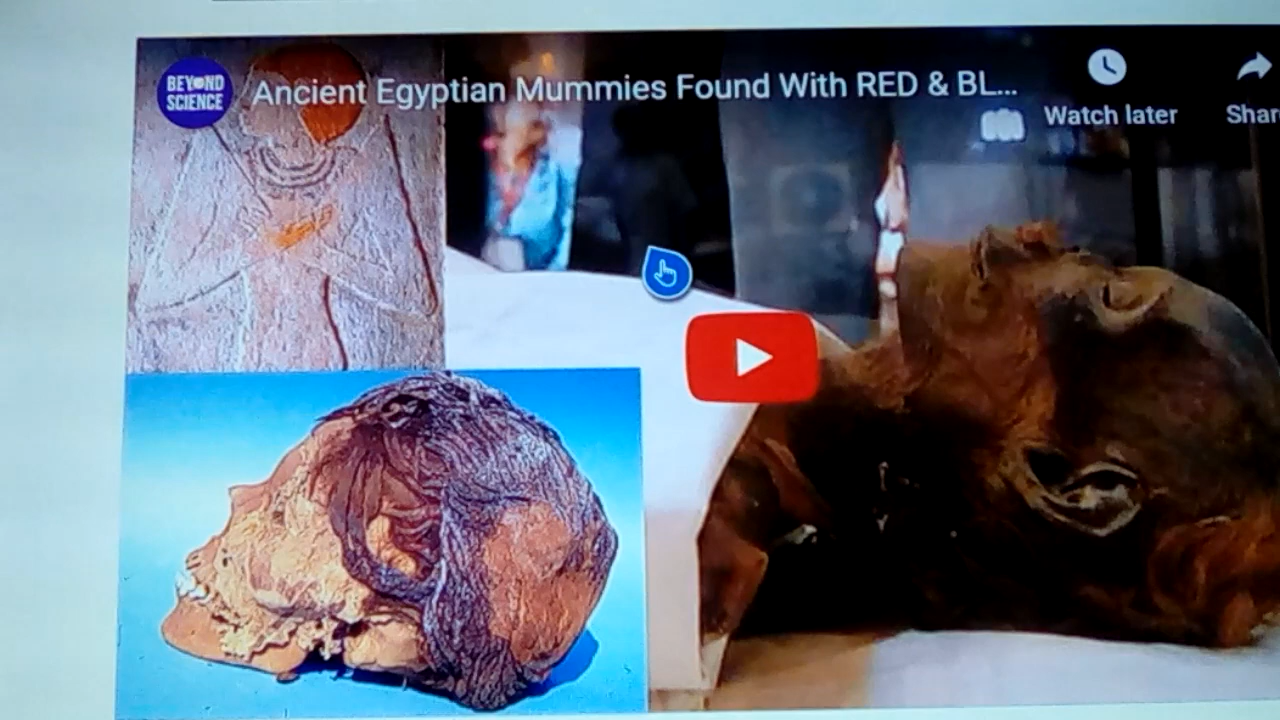 BEYOND
SCIENCE
Ancient Egyptian Mummies Found With RED & BL...
Watch later
Shar